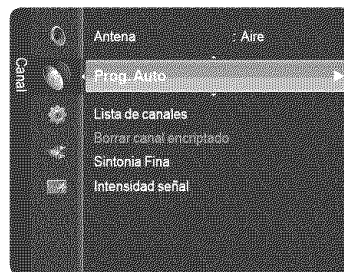 Canal
Antena : Aire
Prog. Auto
Lista de canales
Borrar canal encriptado
Sintonia Fina
Intensidad señal